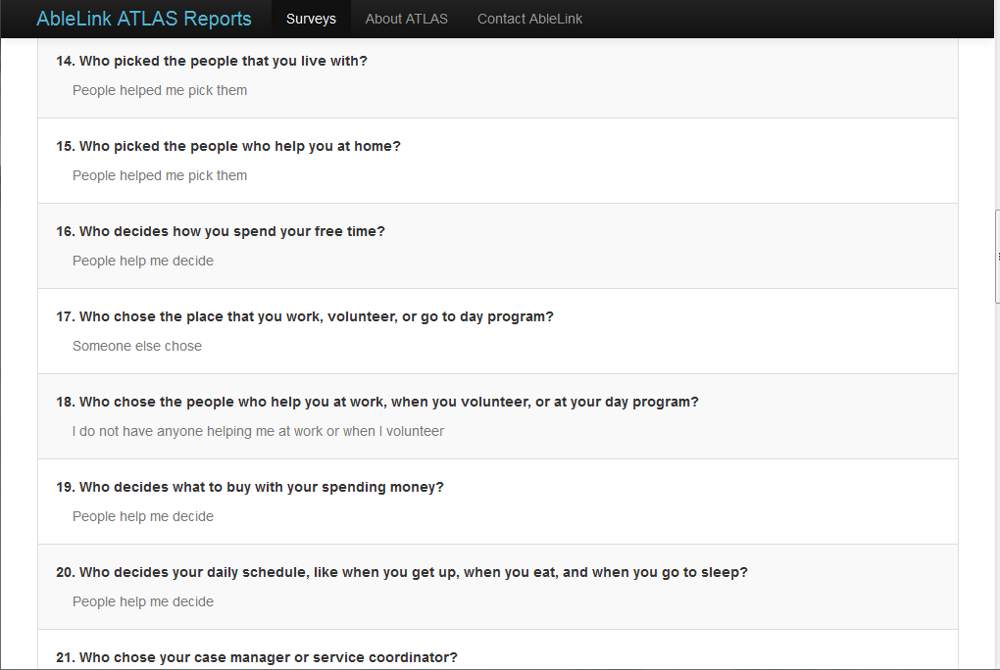 AbleLink ATLAS Reports Surveys About ATLAS Contact AbleLink
14. Who picked the people that you live with?
People helped me pick them
15. Who picked the people who help you at home?
People helped me pick them
16. Who decides how you spend your free time?
People help me decide
17. Who chose the place that you work, volunteer, or go to day program?
Someone else chose
18. Who chose the people who help you at work, when you volunteer, or at your day program?
I do not have anyone helping me at work or when I volunteer
19. Who decides what to buy with your spending money?
People help me decide
20. Who decides your daily schedule, like when you get up, when you eat, and when you go to sleep?
People help me decide
21. Who chose your case manager or service coordinator?